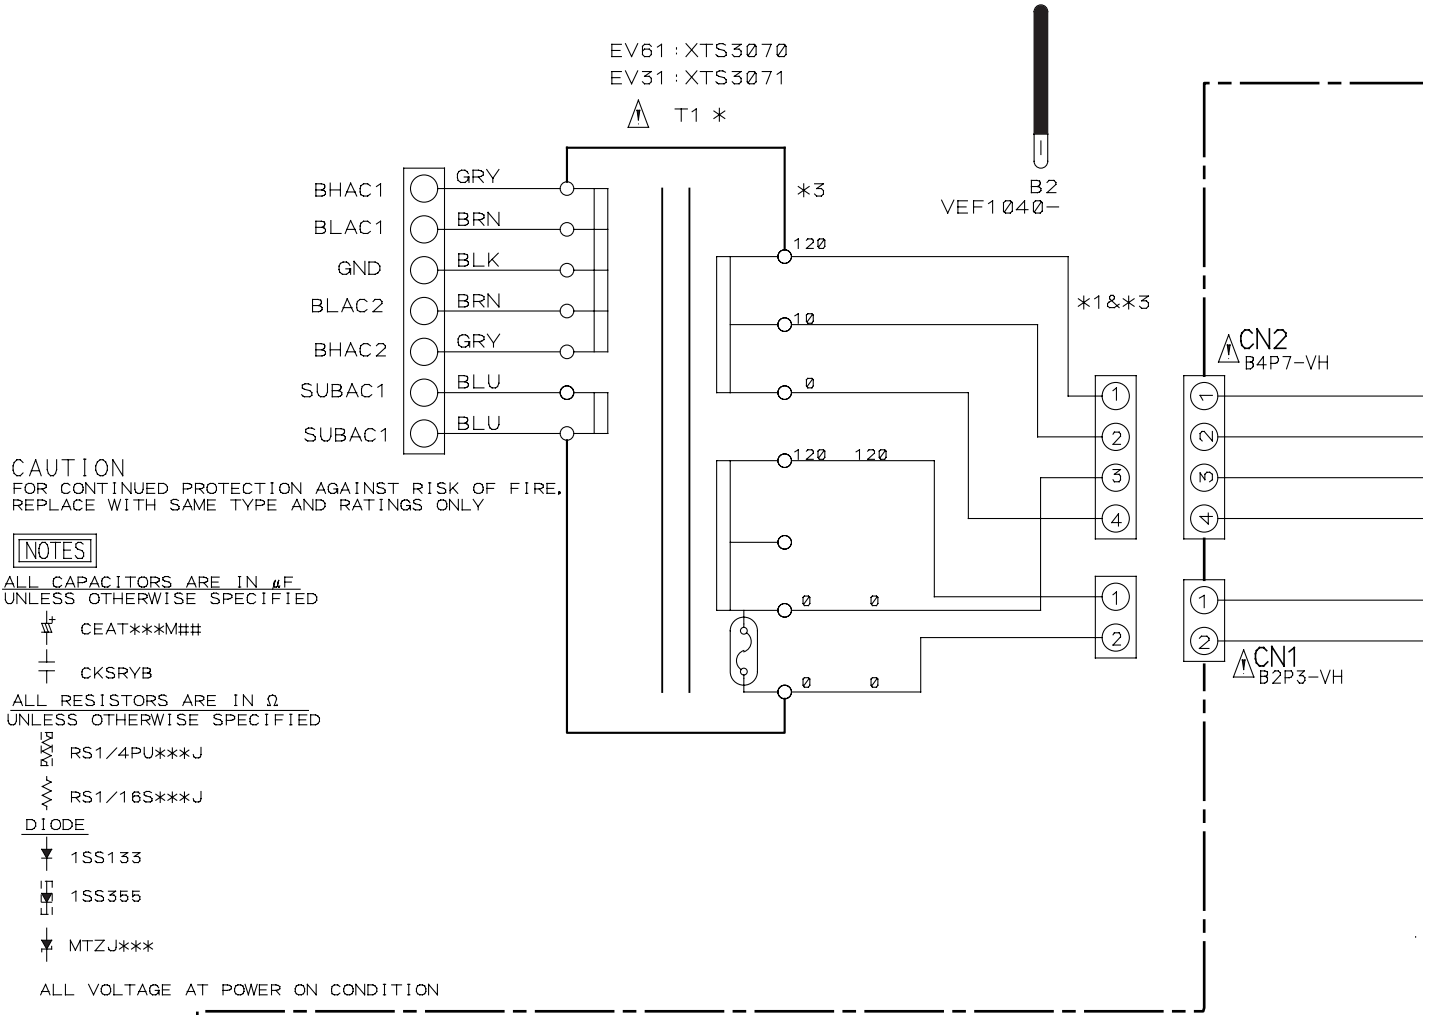 EV61:XTS3070
EV31:XTS3071
T1 *
*3
B2
VEF1040-
BHAC1 GRY
BLAC1 BRN
GND BLK
BLAC2 BRN
BHAC2 GRY
SUBAC1 BLU
SUBAC1 BLU
120
10
0
120 120
0 0
0 0
*1&*3
1
2
3
4
1
2
CN2
B4P7-VH
1
2
3
4
1
2
CN1
B2P3-VH
CAUTION
FOR CONTINUED PROTECTION AGAINST RISK OF FIRE,
REPLACE WITH SAME TYPE AND RATINGS ONLY
NOTES
ALL CAPACITORS ARE IN μF
UNLESS OTHERWISE SPECIFIED
CEAT***M##
CKSRYB
ALL RESISTORS ARE IN Ω
UNLESS OTHERWISE SPECIFIED
RS1/4PU***J
RS1/16S***J
DIODE
1SS133
1SS355
MTZJ***
ALL VOLTAGE AT POWER ON CONDITION